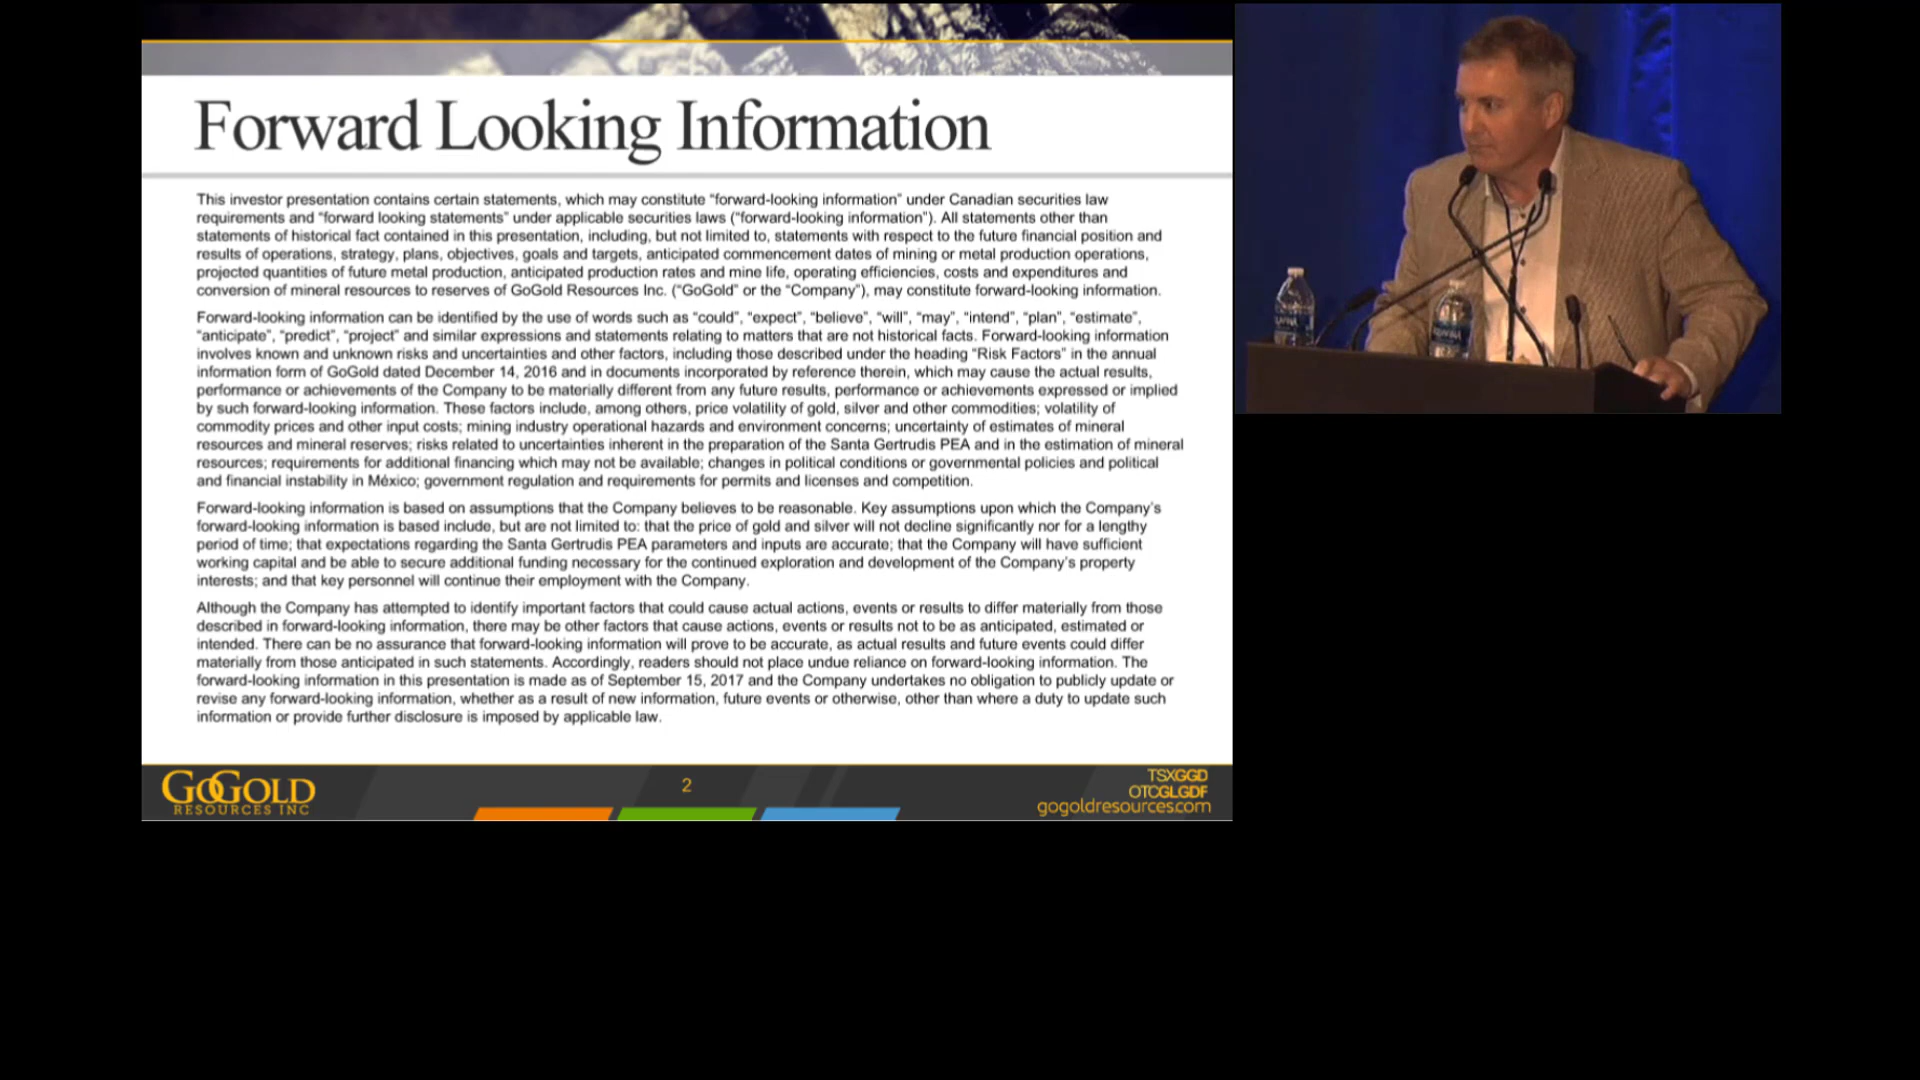 Forward Looking Information
This investor presentation contains certain statements, which may constitute “forward-looking information” under Canadian securities law
requirements and “forward looking statements” under applicable securities laws (“forward-looking information”). All statements other than
statements of historical fact contained in this presentation, including, but not limited to, statements with respect to the future financial position and
results of operations, strategy, plans, objectives, goals and targets, anticipated commencement dates of mining or metal production operations,
projected quantities of future metal production, anticipated production rates and mine life, operating efficiencies, costs and expenditures and
conversion of mineral resources to reserves of GoGold Resources Inc. (“GoGold” or the “Company”), may constitute forward-looking information.
Forward-looking information can be identified by the use of words such as “could”, “expect”, “believe”, “will”, “may”, “intend”, “plan”, “estimate”,
“anticipate”, “predict”, “project” and similar expressions and statements relating to matters that are not historical facts. Forward-looking information
involves known and unknown risks and uncertainties and other factors, including those described under the heading “Risk Factors” in the annual
information form of GoGold dated December 14, 2016 and in documents incorporated by reference therein, which may cause the actual results,
performance or achievements of the Company to be materially different from any future results, performance or achievements expressed or implied
by such forward-looking information. These factors include, among others, price volatility of gold, silver and other commodities; volatility of
commodity prices and other input costs; mining industry operational hazards and environment concerns; uncertainty of estimates of mineral
resources and mineral reserves; risks related to uncertainties inherent in the preparation of the Santa Gertrudis PEA and in the estimation of mineral
resources; requirements for additional financing which may not be available; changes in political conditions or governmental policies and political
and financial instability in México; government regulation and requirements for permits and licenses and competition.
Forward-looking information is based on assumptions that the Company believes to be reasonable. Key assumptions upon which the Company’s
forward-looking information is based include, but are not limited to: that the price of gold and silver will not decline significantly nor for a lengthy
period of time; that expectations regarding the Santa Gertrudis PEA parameters and inputs are accurate; that the Company will have sufficient
working capital and be able to secure additional funding necessary for the continued exploration and development of the Company’s property
interests; and that key personnel will continue their employment with the Company.
Although the Company has attempted to identify important factors that could cause actual actions, events or results to differ materially from those
described in forward-looking information, there may be other factors that cause actions, events or results not to be as anticipated, estimated or
intended. There can be no assurance that forward-looking information will prove to be accurate, as actual results and future events could differ
materially from those anticipated in such statements. Accordingly, readers should not place undue reliance on forward-looking information. The
forward-looking information in this presentation is made as of September 15, 2017 and the Company undertakes no obligation to publicly update or
revise any forward-looking information, whether as a result of new information, future events or otherwise, other than where a duty to update such
information or provide further disclosure is imposed by applicable law.
GOGOLD
RESOURCES INC
2
TSXGGD
OTCGLGDF
gogoldresources.com